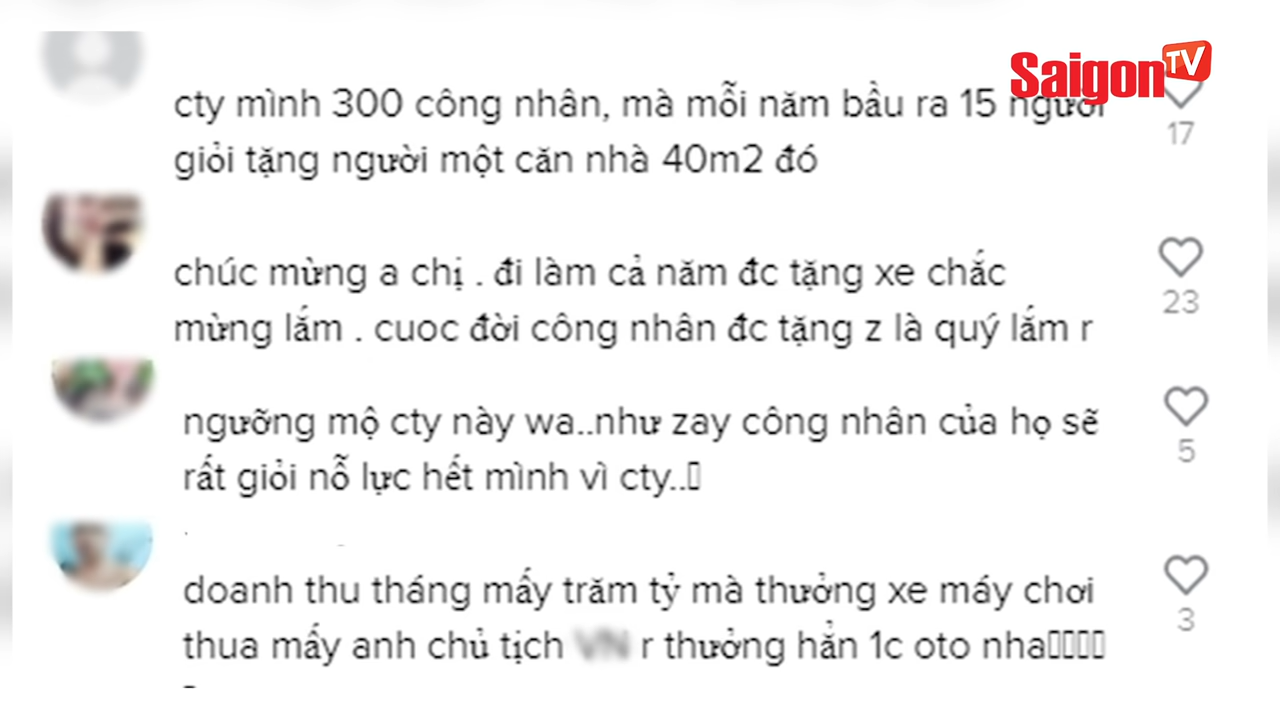 Saigon TV
cty mình 300 công nhân, mà mỗi năm bầu ra 15 người
17
giỏi tặng người một căn nhà 40m2 đó
chúc mừng a chị . đi làm cả năm đc tặng xe chắc
23
mừng lắm . cuoc đời công nhân đc tặng z là quý lắm r
ngưỡng mộ cty này wa..như zay công nhân của họ sẽ
5
rất giỏi nỗ lực hết mình vì cty..
doanh thu tháng mấy trăm tỷ mà thưởng xe máy chơi
3
thua mấy anh chủ tịch VN r thưởng hẳn 1c oto nha